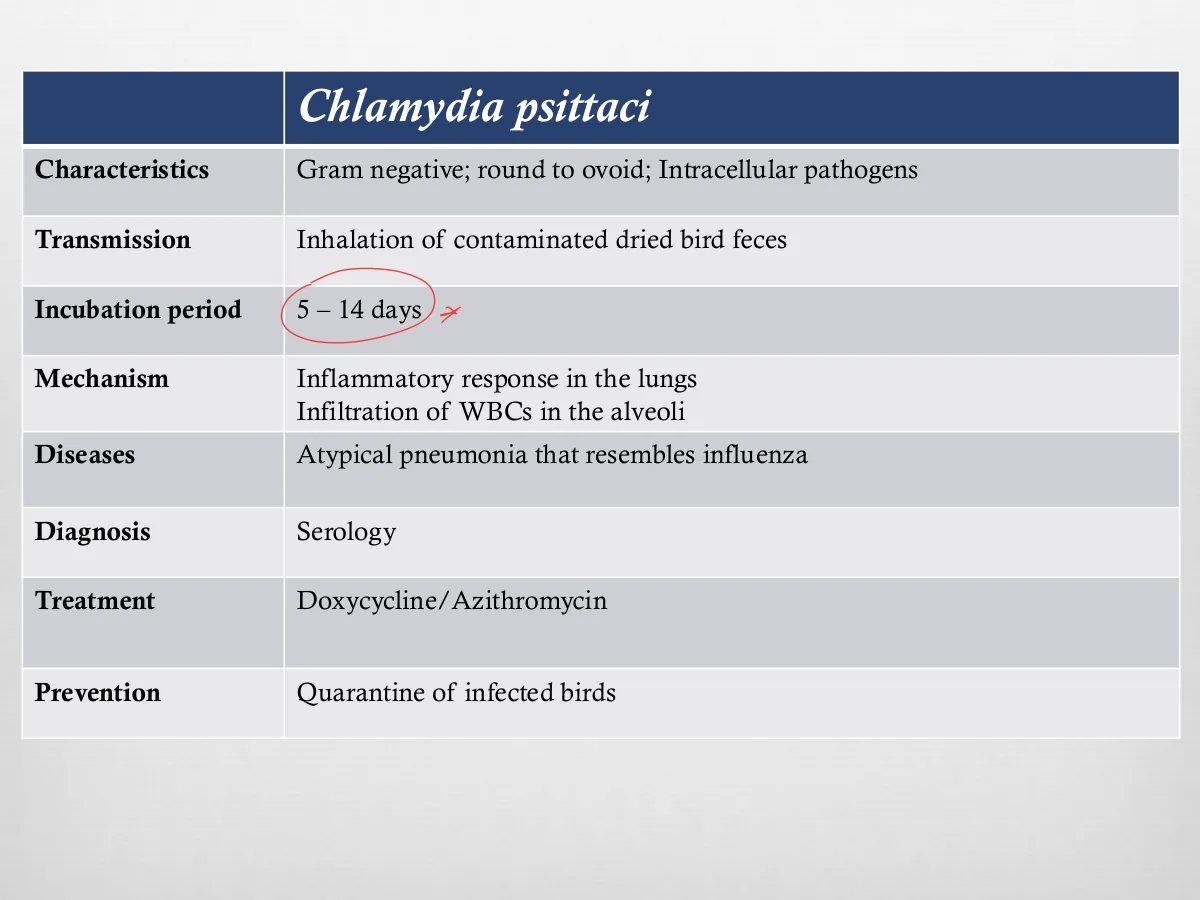 Chlamydia psittaci
Characteristics
Gram negative; round to ovoid; Intracellular pathogens
Transmission
Inhalation of contaminated dried bird feces
Incubation period
5 – 14 days
Mechanism
Inflammatory response in the lungs
Infiltration of WBCs in the alveoli
Diseases
Atypical pneumonia that resembles influenza
Diagnosis
Serology
Treatment
Doxycycline/Azithromycin
Prevention
Quarantine of infected birds